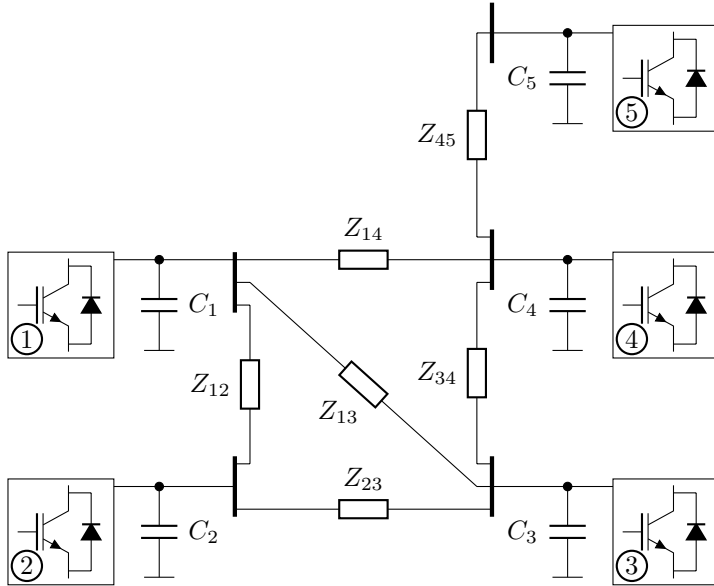 C₅
⑤
Z₄₅
Z₁₄
①
C₁
C₄
④
Z₁₂
Z₁₃
Z₃₄
Z₂₃
②
C₂
C₃
③